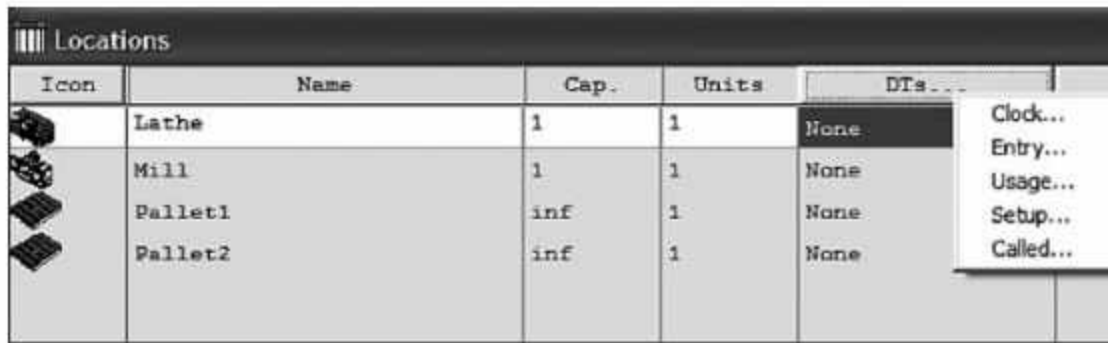 Locations
Icon Name Cap. Units DTs...
Lathe 1 1 None
Mill 1 1 None
Pallet1 inf 1 None
Pallet2 inf 1 None
Clock...
Entry...
Usage...
Setup...
Called...